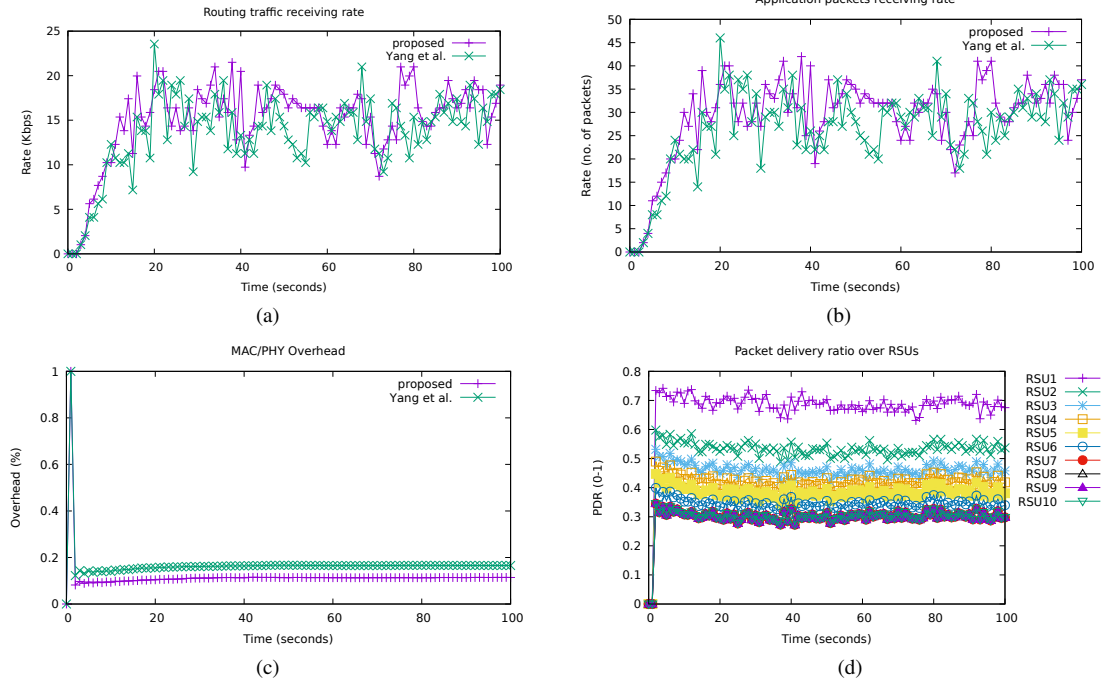 Routing traffic receiving rate
25
20
15
10
5
0
Rate (Kbps)
proposed
Yang et al.
0 20 40 60 80 100
Time (seconds)
(a)
Application packets receiving rate
50
45
40
35
30
25
20
15
10
5
0
Rate (no. of packets)
proposed
Yang et al.
0 20 40 60 80 100
Time (seconds)
(b)
MAC/PHY Overhead
1
0.8
0.6
0.4
0.2
0
Overhead (%)
proposed
Yang et al.
0 20 40 60 80 100
Time (seconds)
(c)
Packet delivery ratio over RSUs
0.8
0.7
0.6
0.5
0.4
0.3
0.2
0.1
0
PDR (0-1)
0 20 40 60 80 100
Time (seconds)
RSU1
RSU2
RSU3
RSU4
RSU5
RSU6
RSU7
RSU8
RSU9
RSU10
(d)